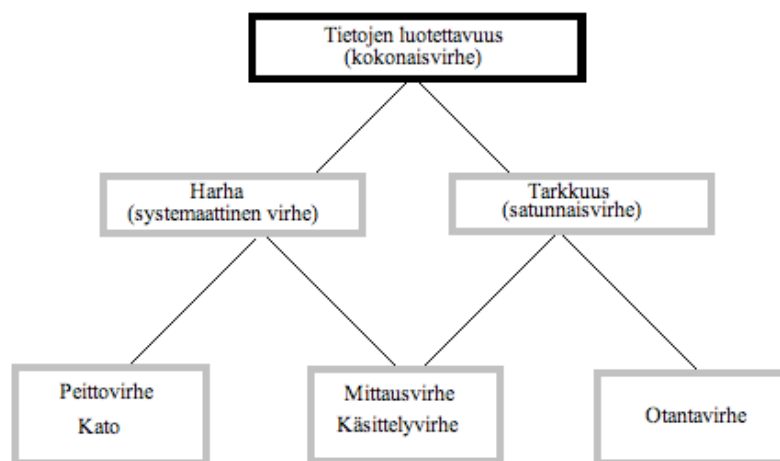 Tietojen luotettavuus
(kokonaisvirhe)
Harha
(systemaattinen virhe)
Tarkkuus
(satunnaisvirhe)
Peittovirhe
Kato
Mittausvirhe
Käsittelyvirhe
Otantavirhe